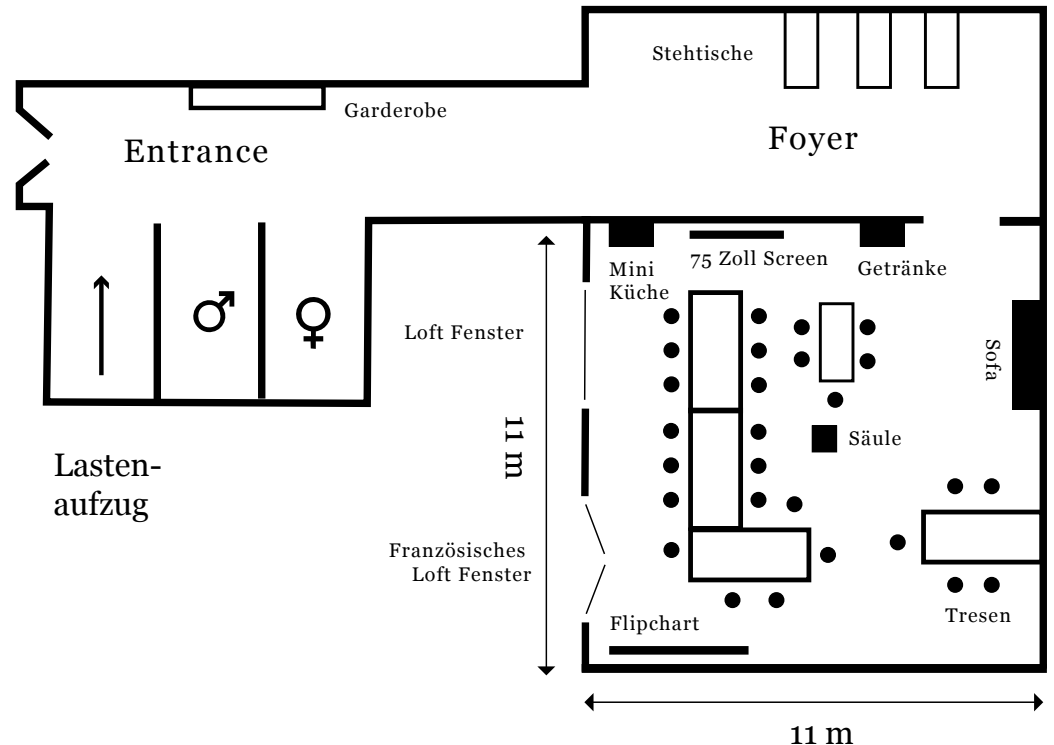 Stehtische
Garderobe
Entrance
Foyer
Mini
Küche
75 Zoll Screen
Getränke
Loft Fenster
Sofa
11 m
Säule
Lasten-
aufzug
Französisches
Loft Fenster
Flipchart
Tresen
11 m